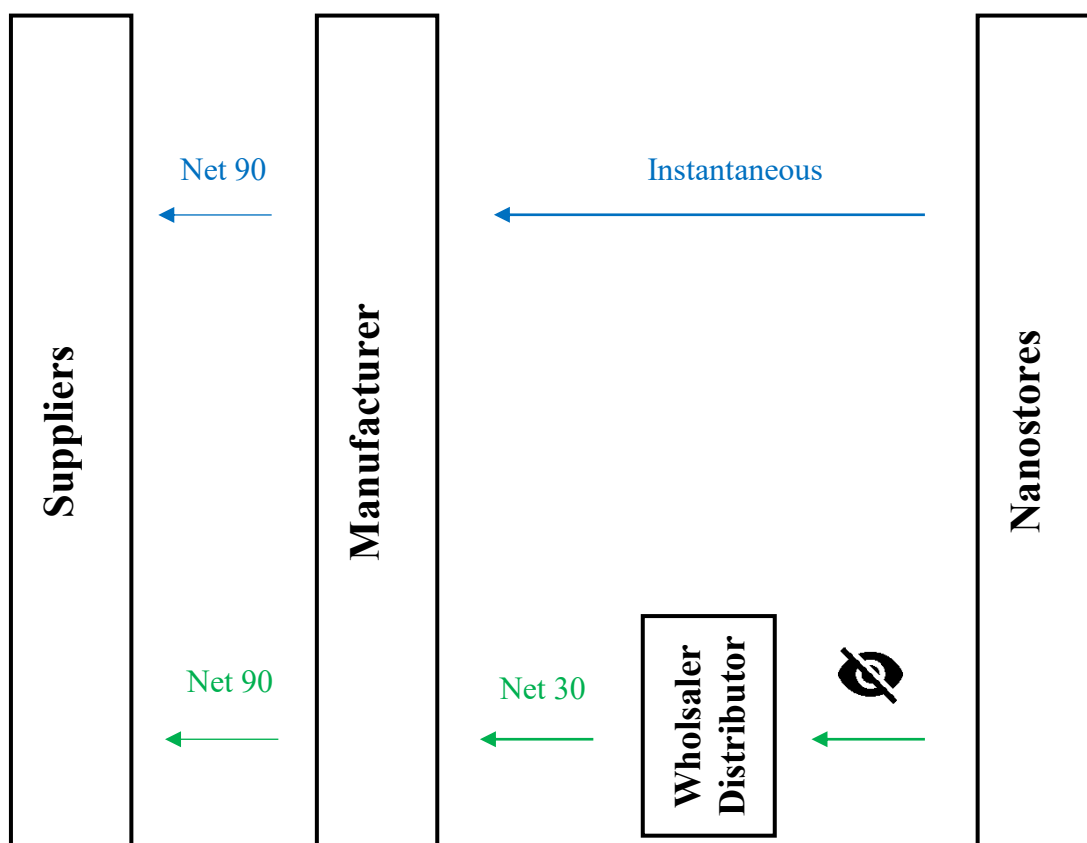 Net 90
Instantaneous
Suppliers
Manufacturer
Nanostores
Net 90
Net 30
Wholsaler
Distributor